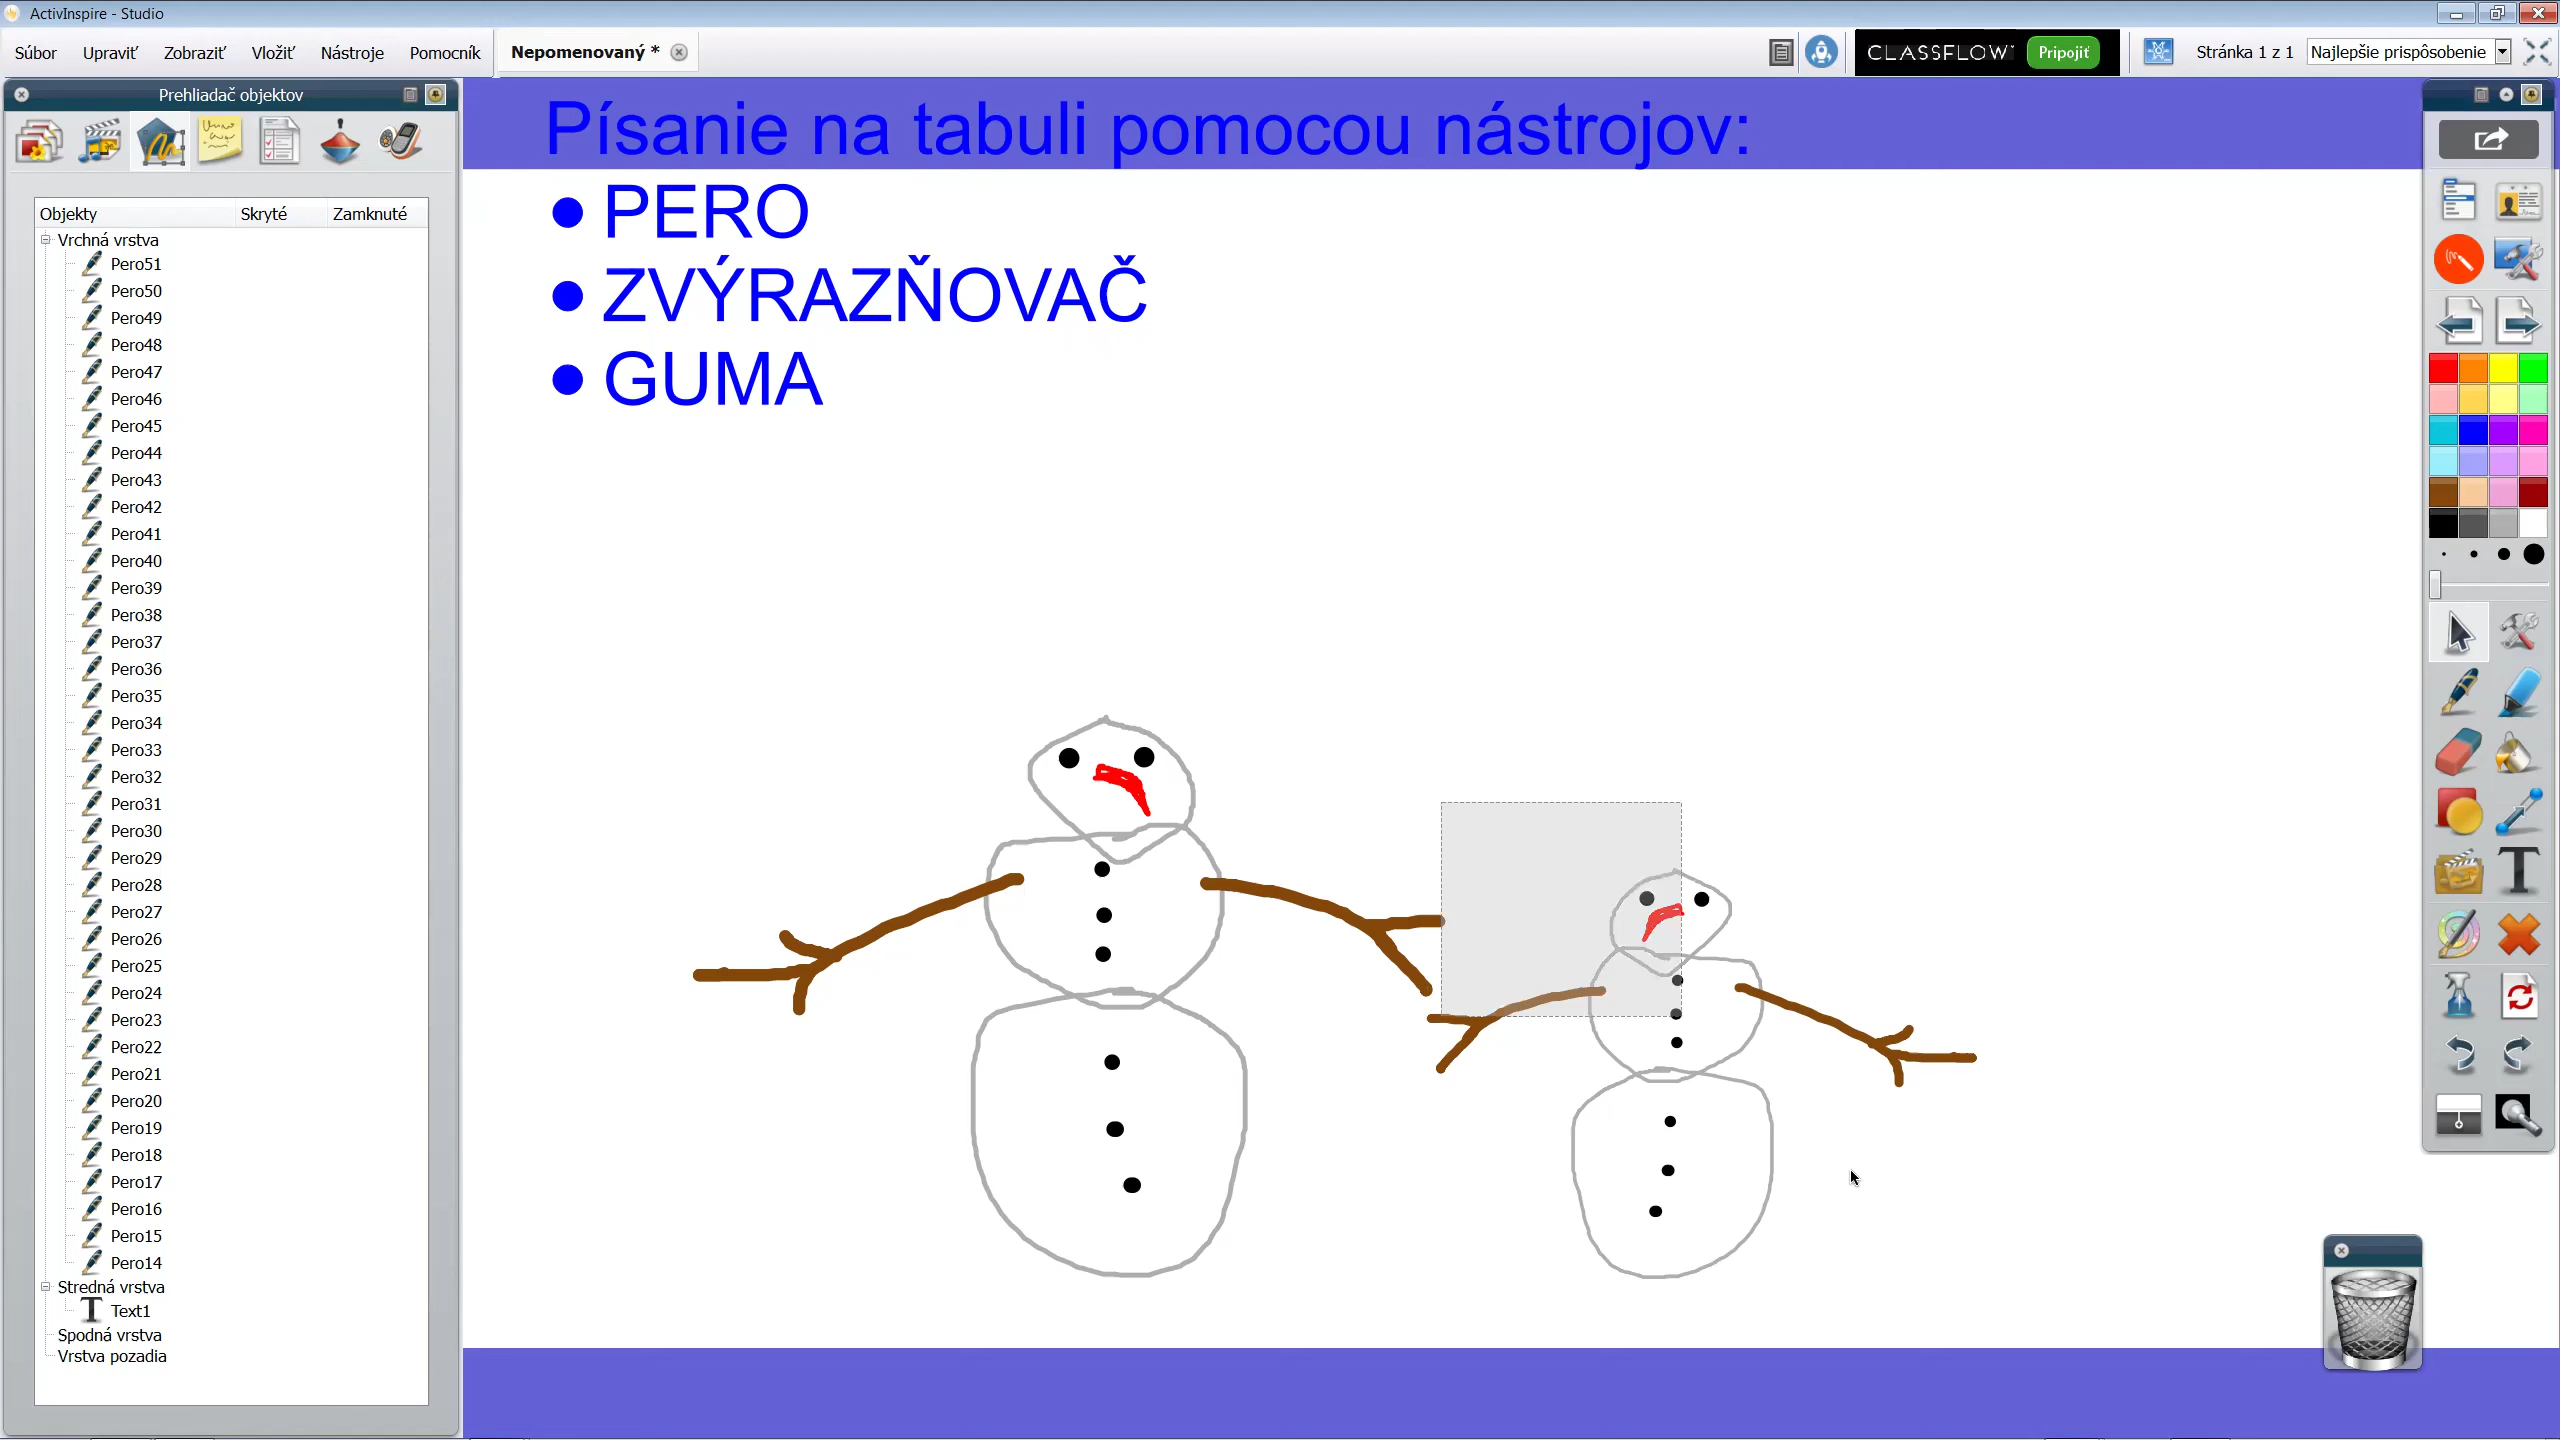 ActivInspire - Studio
Súbor Upraviť Zobraziť Vložiť Nástroje Pomocník Nepomenovaný * CLASSFLOW Pripojiť Stránka 1 z 1 Najlepšie prispôsobenie
Prehliadač objektov
Objekty Skryté Zamknuté
Vrchná vrstva
Pero51
Pero50
Pero49
Pero48
Pero47
Pero46
Pero45
Pero44
Pero43
Pero42
Pero41
Pero40
Pero39
Pero38
Pero37
Pero36
Pero35
Pero34
Pero33
Pero32
Pero31
Pero30
Pero29
Pero28
Pero27
Pero26
Pero25
Pero24
Pero23
Pero22
Pero21
Pero20
Pero19
Pero18
Pero17
Pero16
Pero15
Pero14
Stredná vrstva
Text1
Spodná vrstva
Vrstva pozadia
Písanie na tabuli pomocou nástrojov:
• PERO
• ZVÝRAZŇOVAČ
• GUMA